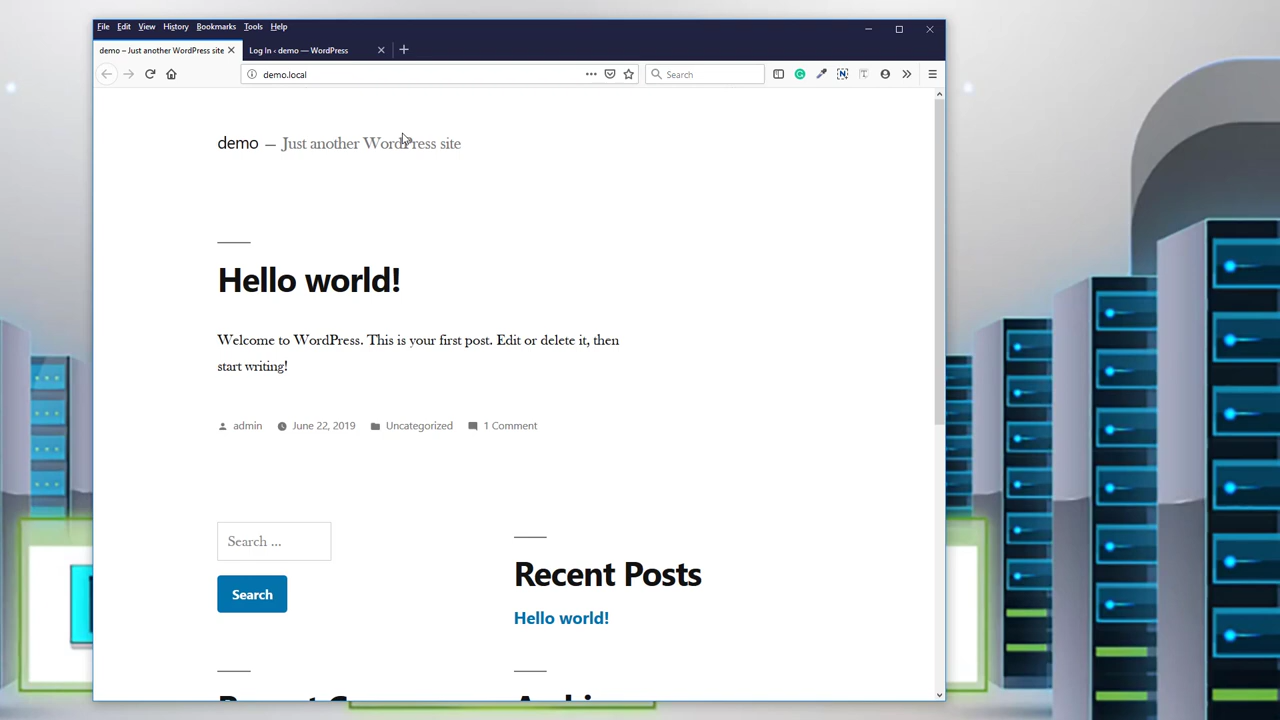 File Edit View History Bookmarks Tools Help
demo – Just another WordPress site
Log In ‹ demo — WordPress
demo.local
Search
demo — Just another WordPress site
Hello world!
Welcome to WordPress. This is your first post. Edit or delete it, then
start writing!
admin June 22, 2019 Uncategorized 1 Comment
Search ...
Search
Recent Posts
Hello world!